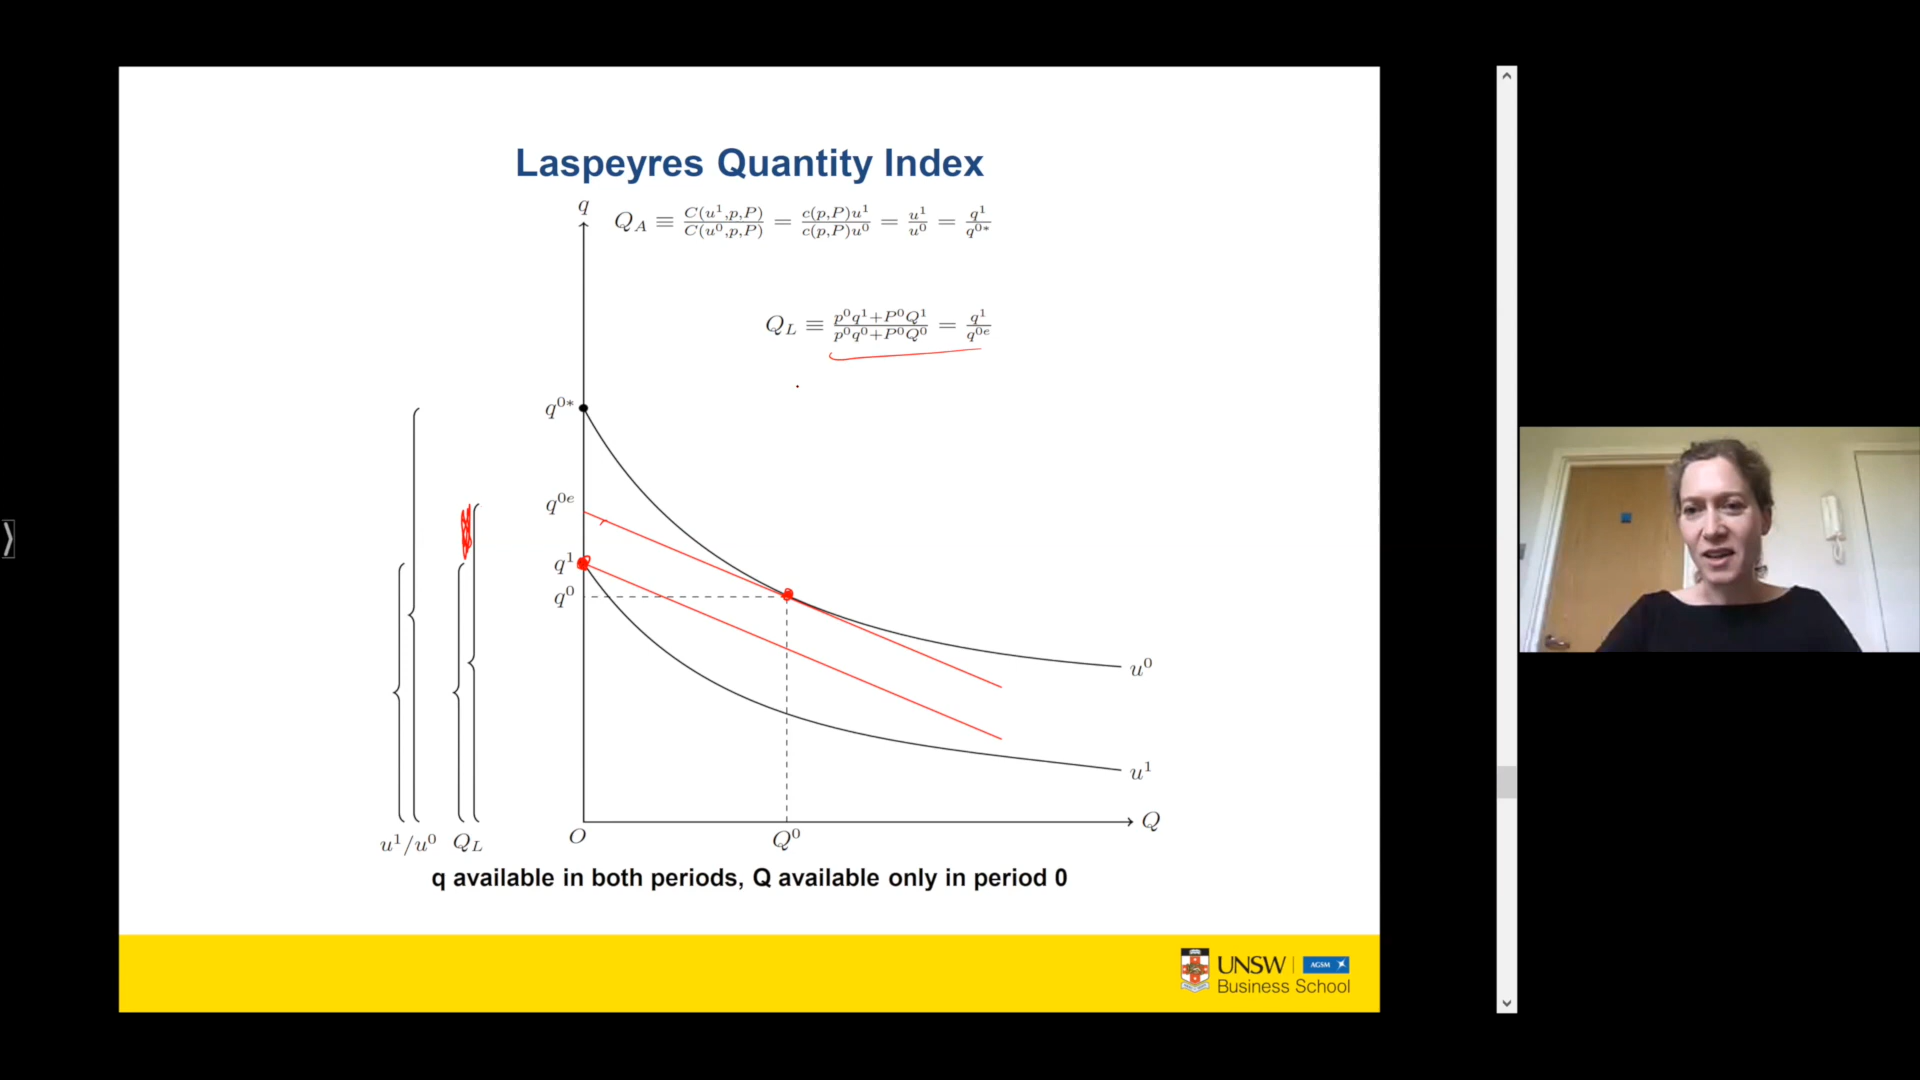 Laspeyres Quantity Index
q
Q_A ≡ C(u^1,p,P)/C(u^0,p,P) = c(p,P)u^1/c(p,P)u^0 = u^1/u^0 = q^1/q^{0*}
Q_L ≡ p^0q^1+P^0Q^1/p^0q^0+P^0Q^0 = q^1/q^{0e}
q^{0*}
q^{0e}
q^1
q^0
u^0
u^1
O
Q^0
Q
u^1/u^0 Q_L
q available in both periods, Q available only in period 0
UNSW AGSM
Business School